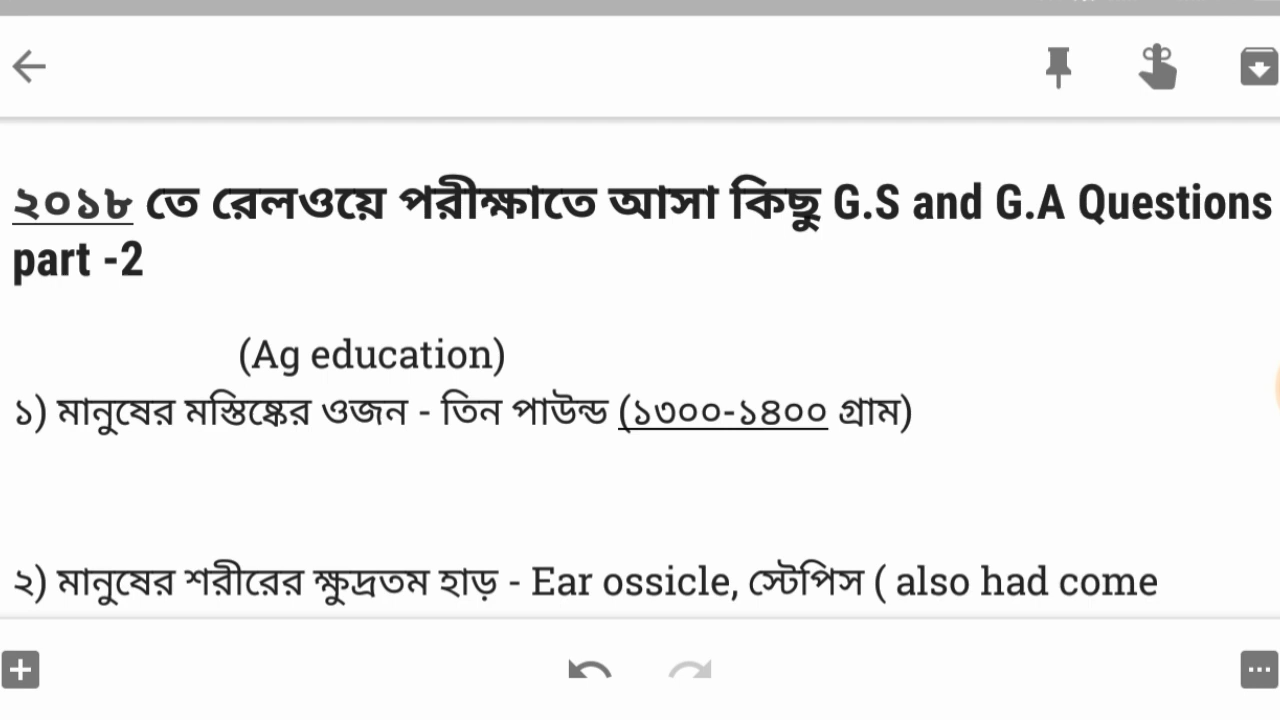 ২০১৮ তে রেলওয়ে পরীক্ষাতে আসা কিছু G.S and G.A Questions
part -2
(Ag education)
১) মানুষের মস্তিষ্কের ওজন - তিন পাউন্ড (১৩০০-১৪০০ গ্রাম)
২) মানুষের শরীরের ক্ষুদ্রতম হাড় - Ear ossicle, স্টেপিস ( also had come